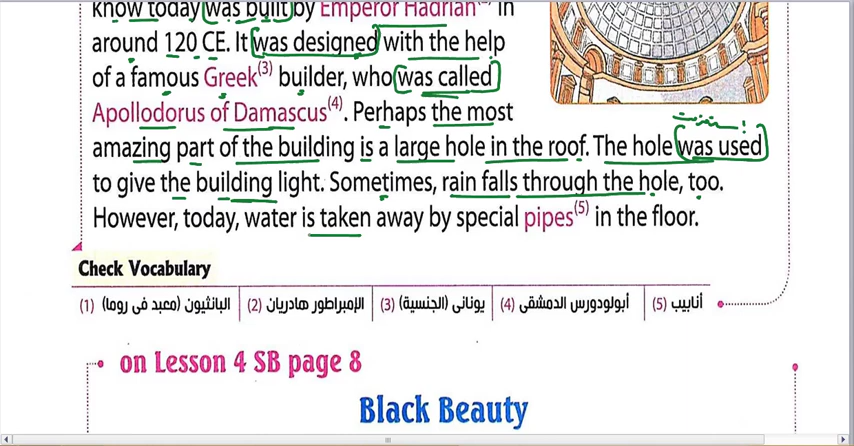 know today was built by Emperor Hadrian(2) in
around 120 CE. It was designed with the help
of a famous Greek(3) builder, who was called
Apollodorus of Damascus(4). Perhaps the most
amazing part of the building is a large hole in the roof. The hole was used
to give the building light. Sometimes, rain falls through the hole, too.
However, today, water is taken away by special pipes(5) in the floor.
Check Vocabulary
(1) البانثيون (معبد فى روما) (2) الإمبراطور هادريان (3) يونانى (الجنسية) (4) أبولودورس الدمشقى (5) أنابيب
on Lesson 4 SB page 8
Black Beauty